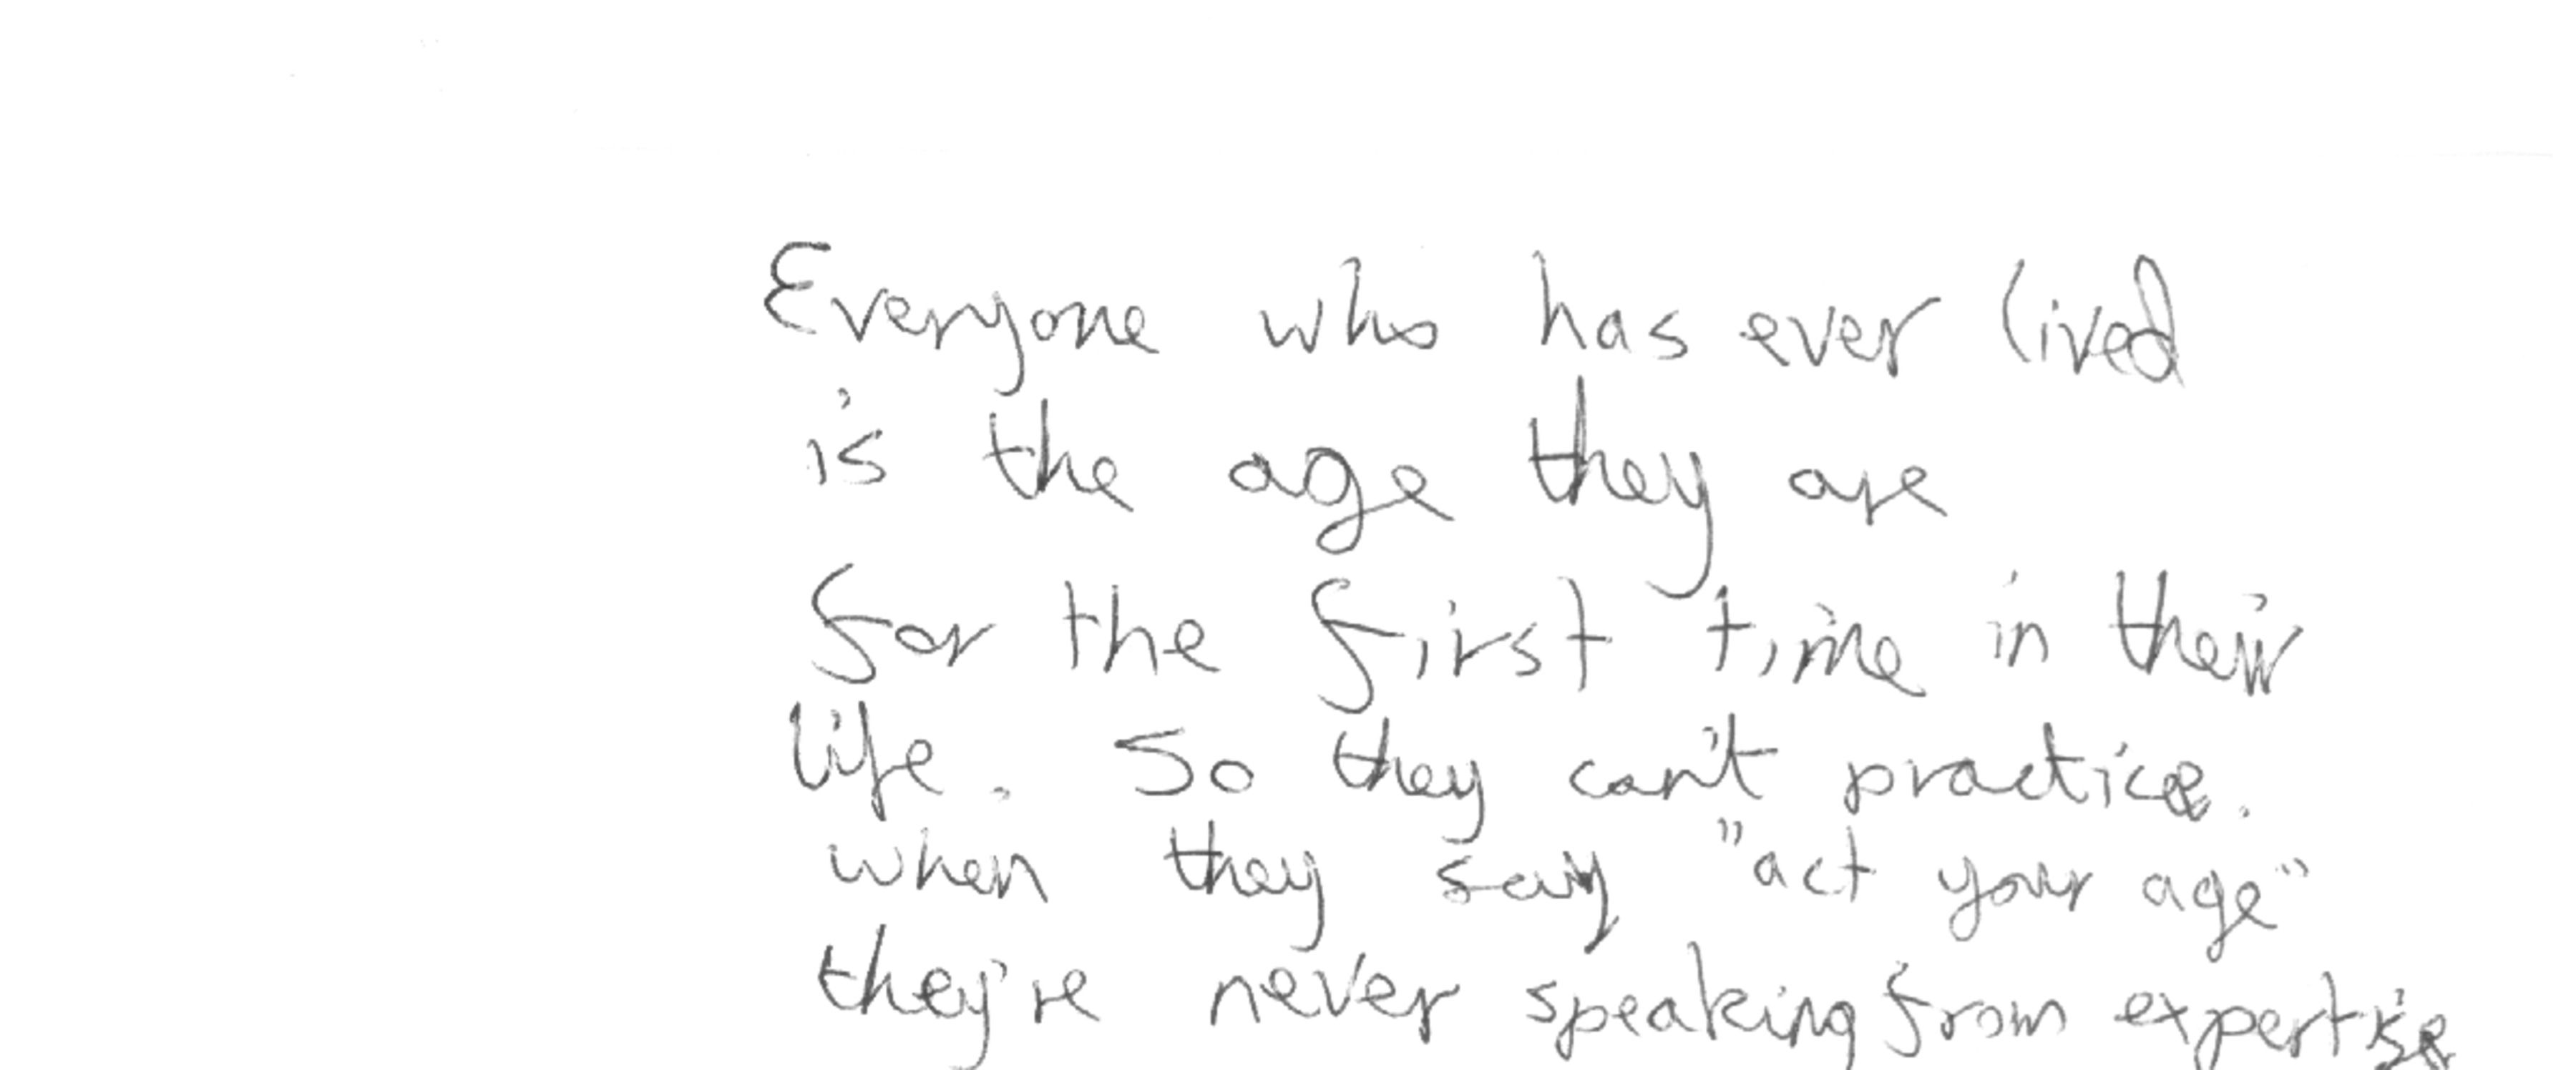 Everyone who has ever lived
is the age they are
for the first time in their
life. So they can't practice.
when they say "act your age"
they're never speaking from expertise